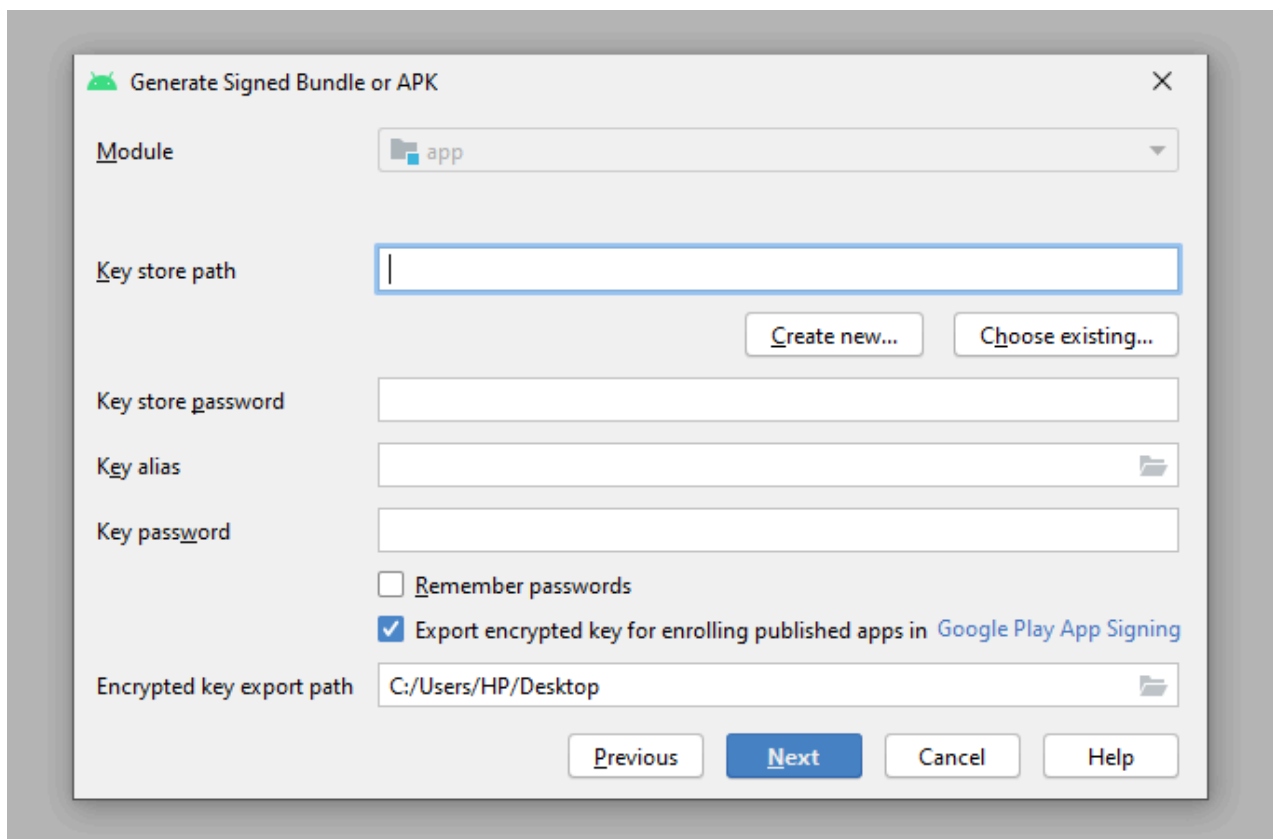 Generate Signed Bundle or APK
Module app
Key store path
Create new... Choose existing...
Key store password
Key alias
Key password
Remember passwords
Export encrypted key for enrolling published apps in Google Play App Signing
Encrypted key export path C:/Users/HP/Desktop
Previous Next Cancel Help